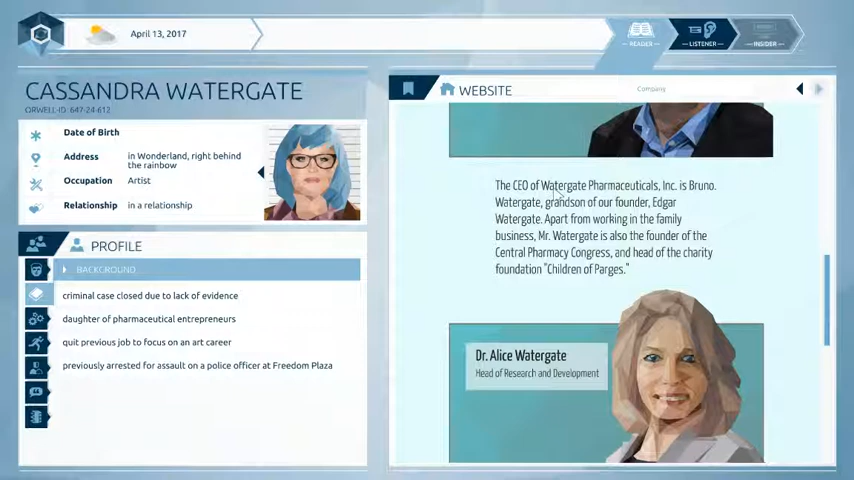 April 13, 2017
READER
LISTENER
INSIDER
CASSANDRA WATERGATE
ORWELL-ID: 647-24-612
Date of Birth
Address
in Wonderland, right behind
the rainbow
Occupation
Artist
Relationship
in a relationship
PROFILE
BACKGROUND
criminal case closed due to lack of evidence
daughter of pharmaceutical entrepreneurs
quit previous job to focus on an art career
previously arrested for assault on a police officer at Freedom Plaza
WEBSITE
Company
The CEO of Watergate Pharmaceuticals, Inc. is Bruno.
Watergate, grandson of our founder, Edgar
Watergate. Apart from working in the family
business, Mr. Watergate is also the founder of the
Central Pharmacy Congress, and head of the charity
foundation "Children of Parges."
Dr. Alice Watergate
Head of Research and Development